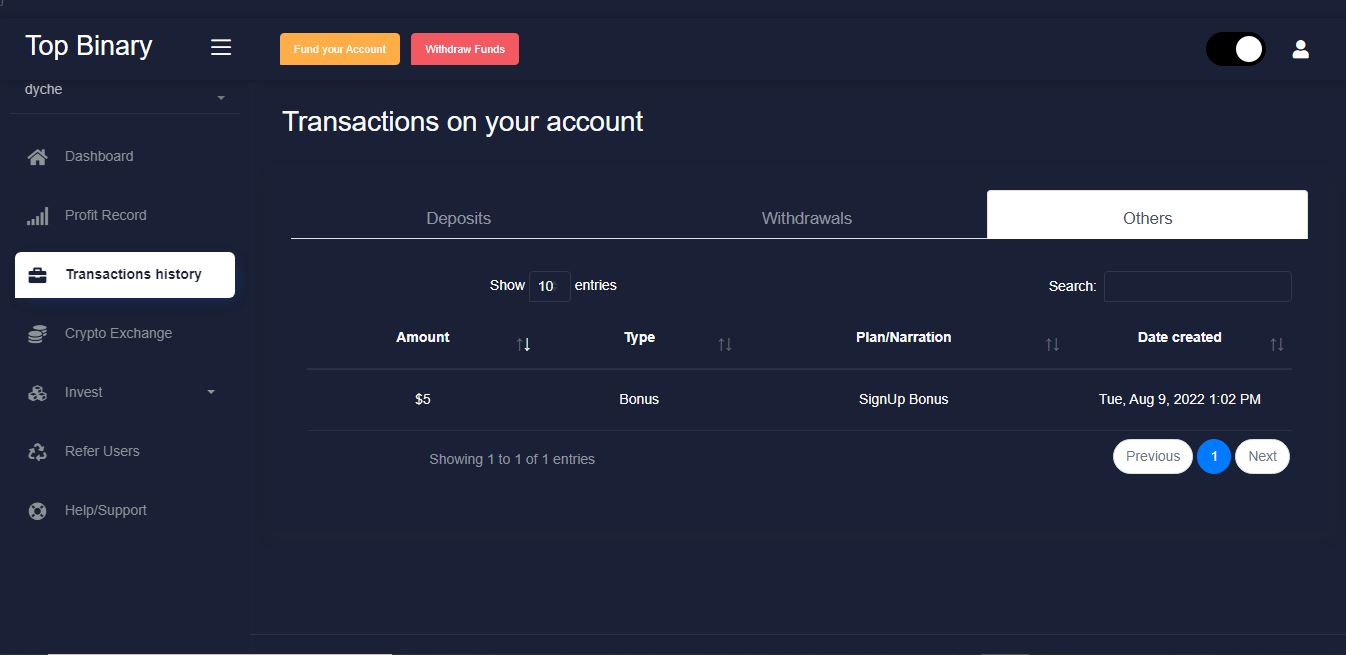 Top Binary
Fund your Account
Withdraw Funds
dyche
Dashboard
Profit Record
Transactions history
Crypto Exchange
Invest
Refer Users
Help/Support
Transactions on your account
Deposits Withdrawals Others
Show 10 entries Search:
Amount Type Plan/Narration Date created
$5 Bonus SignUp Bonus Tue, Aug 9, 2022 1:02 PM
Showing 1 to 1 of 1 entries
Previous 1 Next